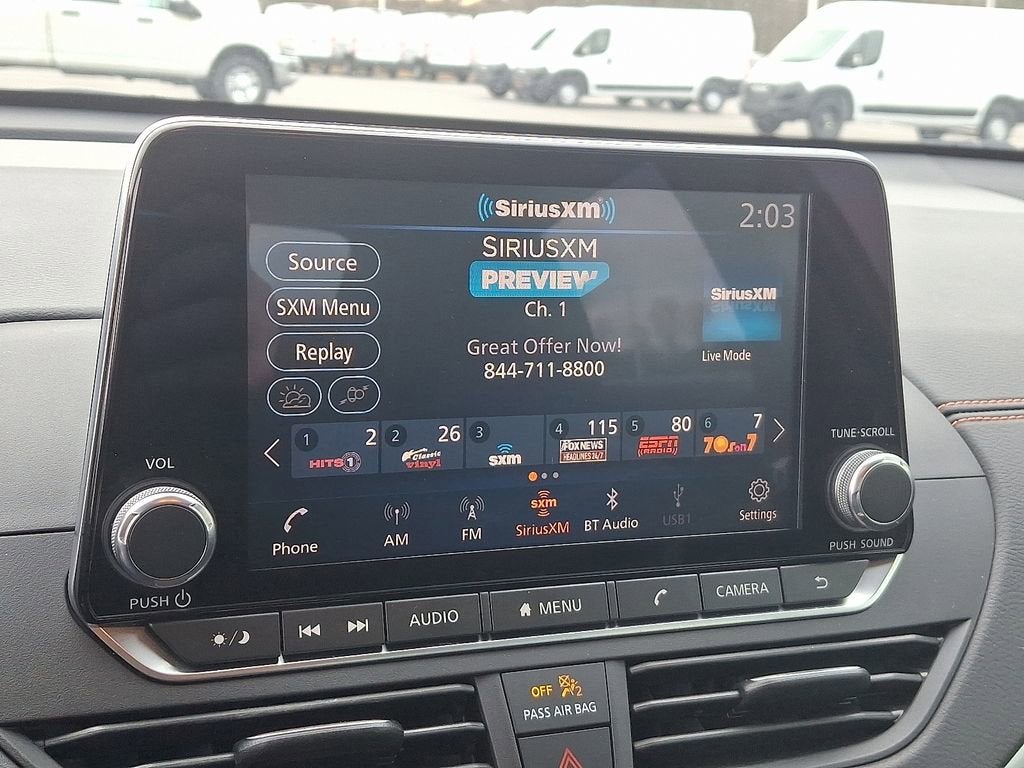 SiriusXM
2:03
SIRIUSXM
PREVIEW
Ch. 1
Great Offer Now!
844-711-8800
Source
SXM Menu
Replay
SiriusXM
Live Mode
1 2
HITS1
2 26
Classic vinyl
3
sxm
4 115
FOX NEWS
HEADLINES 24/7
5 80
ESPN
RADIO
6 7
70s on 7
Phone
AM
FM
sxm
SiriusXM
BT Audio
USB1
Settings
VOL
PUSH
TUNE·SCROLL
PUSH SOUND
AUDIO
MENU
CAMERA
OFF 2
PASS AIR BAG